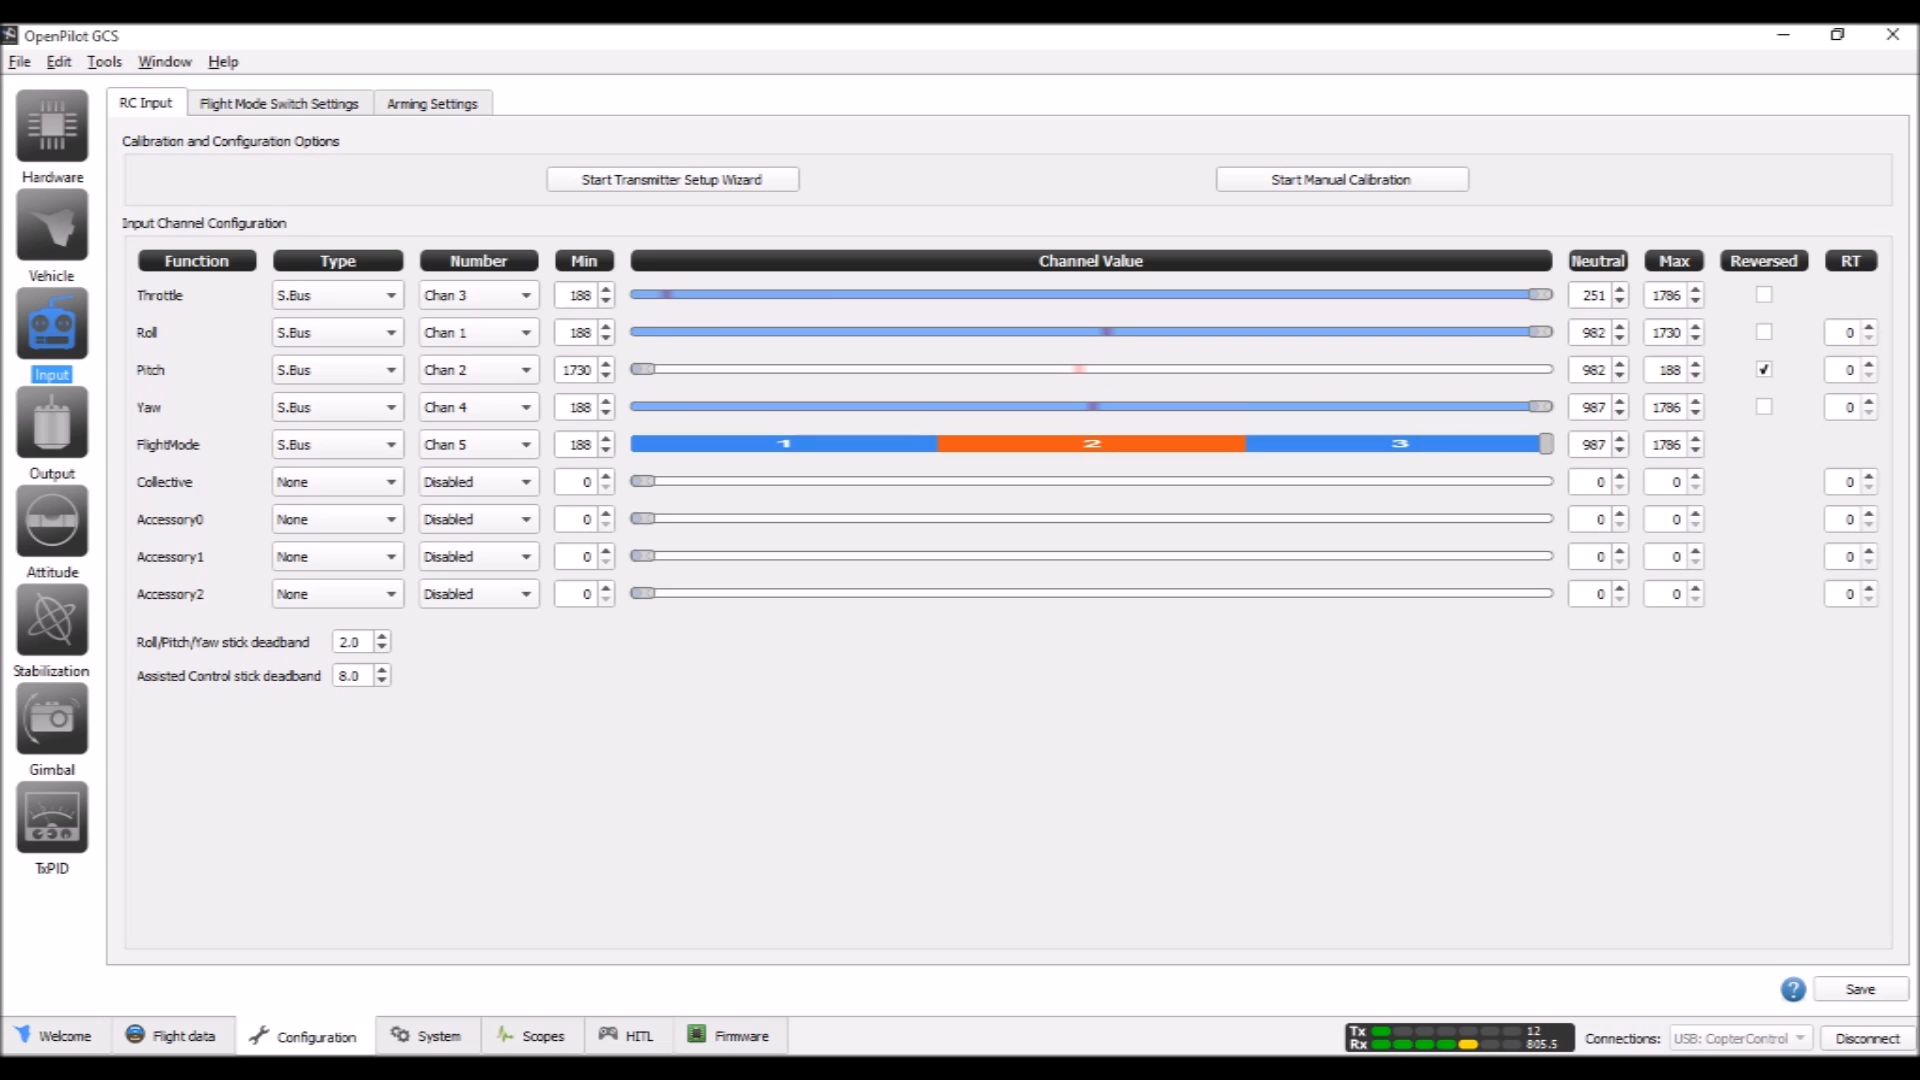 OpenPilot GCS
File Edit Tools Window Help
RC Input Flight Mode Switch Settings Arming Settings
Calibration and Configuration Options
Start Transmitter Setup Wizard Start Manual Calibration
Input Channel Configuration
Function Type Number Min Channel Value Neutral Max Reversed RT
Throttle S.Bus Chan 3 188 251 1786
Roll S.Bus Chan 1 188 982 1730 0
Pitch S.Bus Chan 2 1730 982 188 0
Yaw S.Bus Chan 4 188 987 1786 0
FlightMode S.Bus Chan 5 188 1 2 3 987 1786
Collective None Disabled 0 0 0 0
Accessory0 None Disabled 0 0 0 0
Accessory1 None Disabled 0 0 0 0
Accessory2 None Disabled 0 0 0 0
Roll/Pitch/Yaw stick deadband 2.0
Assisted Control stick deadband 8.0
Hardware
Vehicle
Input
Output
Attitude
Stabilization
Gimbal
TxPID
? Save
Welcome Flight data Configuration System Scopes HITL Firmware
Tx 12
Rx 805.5
Connections: USB: CopterControl Disconnect